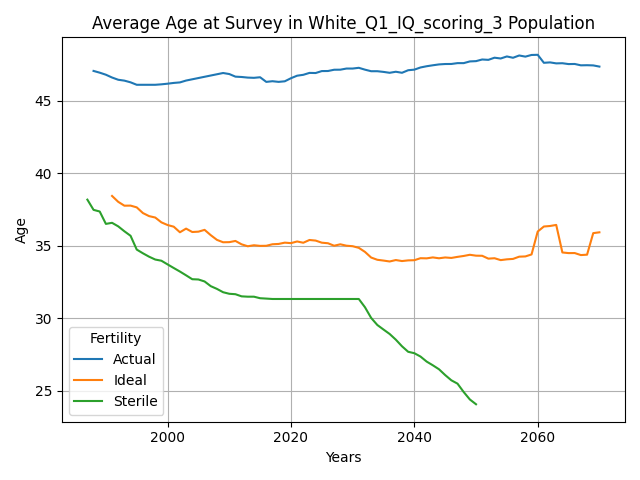 Average Age at Survey in White_Q1_IQ_scoring_3 Population
45
40
35
30
25
Age
Fertility
Actual
Ideal
Sterile
2000 2020 2040 2060
Years